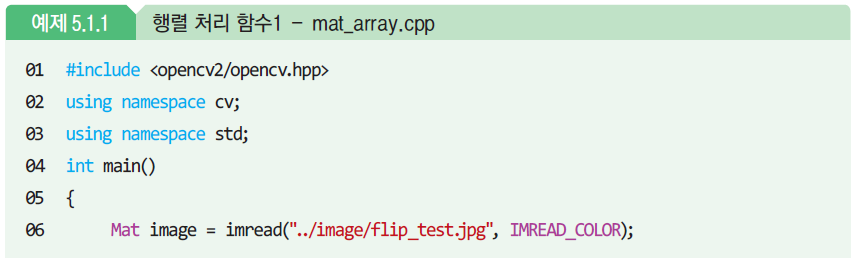 예제 5.1.1 행렬 처리 함수1 - mat_array.cpp
01 #include <opencv2/opencv.hpp>
02 using namespace cv;
03 using namespace std;
04 int main()
05 {
06 Mat image = imread("../image/flip_test.jpg", IMREAD_COLOR);